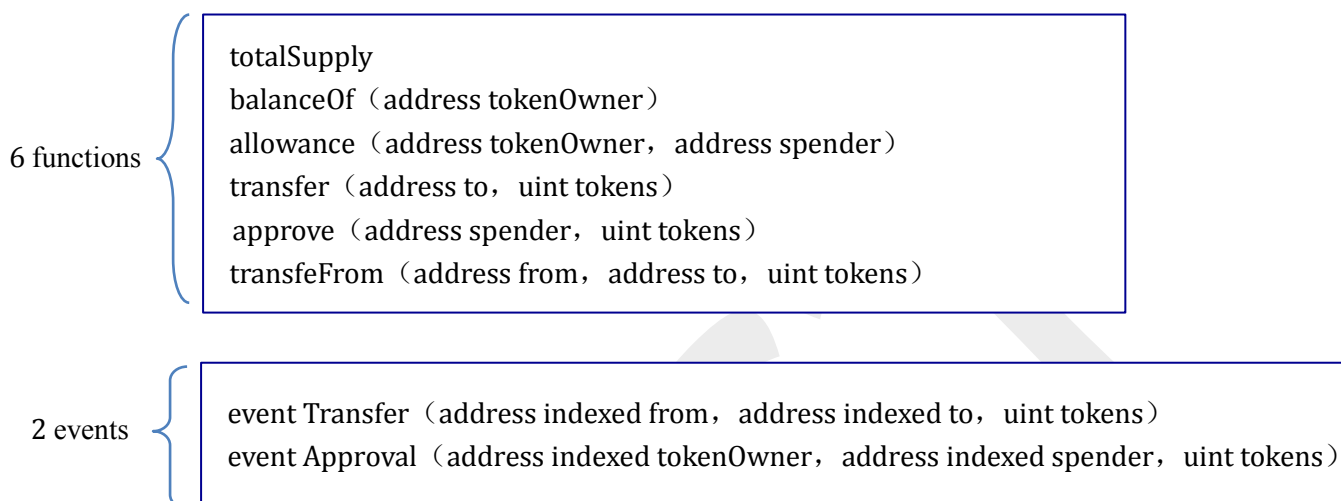 6 functions
totalSupply
balanceOf（address tokenOwner）
allowance（address tokenOwner，address spender）
transfer（address to，uint tokens）
approve（address spender，uint tokens）
transfeFrom（address from，address to，uint tokens）
2 events
event Transfer（address indexed from，address indexed to，uint tokens）
event Approval（address indexed tokenOwner，address indexed spender，uint tokens）